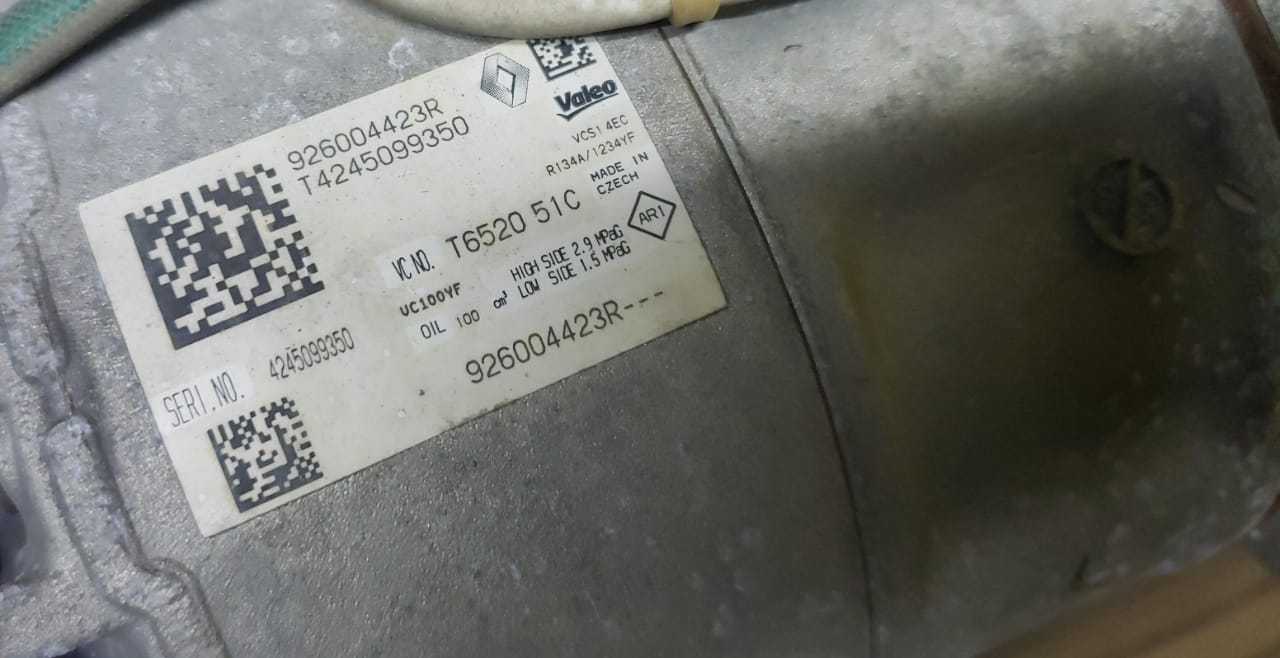 926004423R
T4245099350
Valeo
VCS14EC
R134A/1234YF
MADE IN
CZECH
VC NO. T6520 51C
AR1
VC100YF
HIGH SIDE 2.9 MPaG
OIL 100 cm³ LOW SIDE 1.5 MPaG
SERI.NO. 4245099350
926004423R---